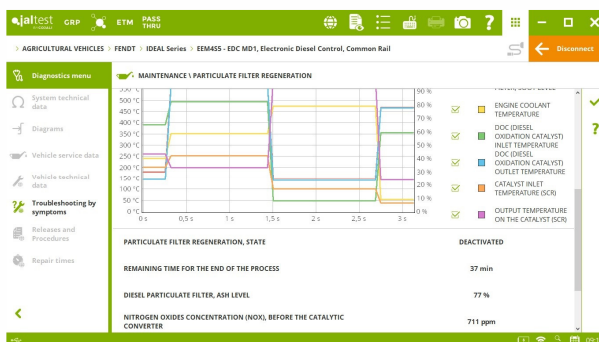 jaltest GRP ETM PASS THRU ?
> AGRICULTURAL VEHICLES > FENDT > IDEAL Series > EEM455 - EDC MD1, Electronic Diesel Control, Common Rail
Disconnect
Diagnostics menu
System technical data
Diagrams
Vehicle service data
Vehicle technical data
Troubleshooting by symptoms
Releases and Procedures
Repair times
MAINTENANCE \ PARTICULATE FILTER REGENERATION
500 °C
450 °C
400 °C
350 °C
300 °C
250 °C
200 °C
150 °C
100 °C
50 °C
0 °C
0 s 0,5 s 1 s 1,5 s 2 s 2,5 s 3 s
90 %
80 %
70 %
60 %
50 %
40 %
30 %
20 %
10 %
0 %
ENGINE COOLANT
TEMPERATURE
DOC (DIESEL
OXIDATION CATALYST)
INLET TEMPERATURE
DOC (DIESEL
OXIDATION CATALYST)
OUTLET TEMPERATURE
CATALYST INLET
TEMPERATURE (SCR)
OUTPUT TEMPERATURE
ON THE CATALYST (SCR)
?
PARTICULATE FILTER REGENERATION, STATE DEACTIVATED
REMAINING TIME FOR THE END OF THE PROCESS 37 min
DIESEL PARTICULATE FILTER, ASH LEVEL 77 %
NITROGEN OXIDES CONCENTRATION (NOX), BEFORE THE CATALYTIC
CONVERTER 711 ppm